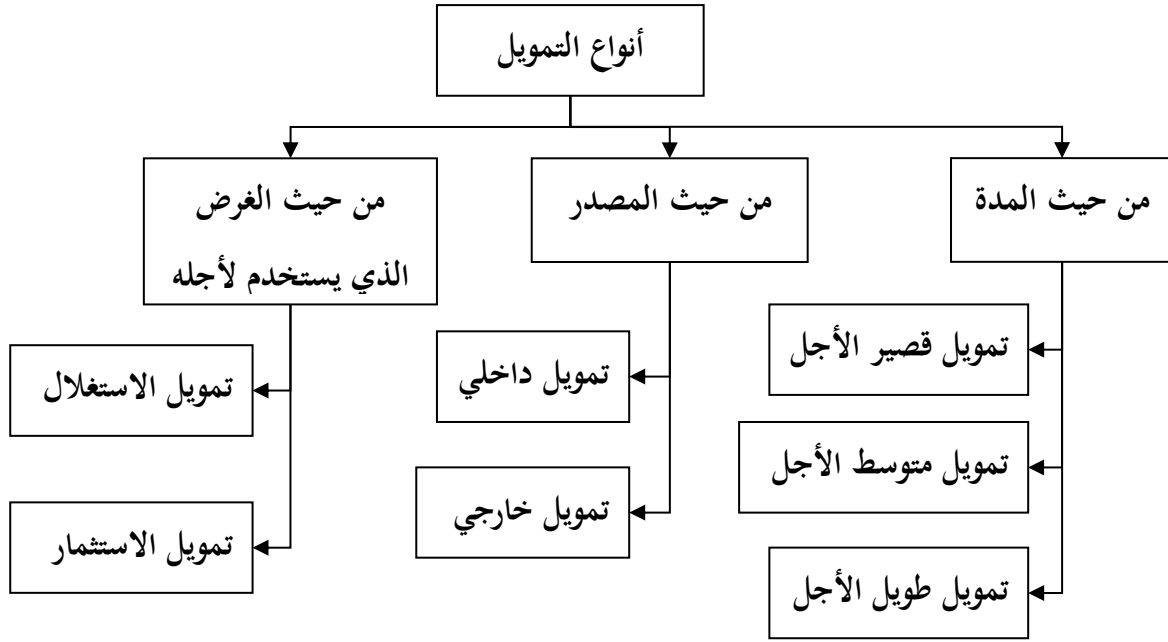 أنواع التمويل
من حيث المدة
من حيث المصدر
من حيث الغرض
الذي يستخدم لأجله
تمويل قصير الأجل
تمويل متوسط الأجل
تمويل طويل الأجل
تمويل داخلي
تمويل خارجي
تمويل الاستغلال
تمويل الاستثمار